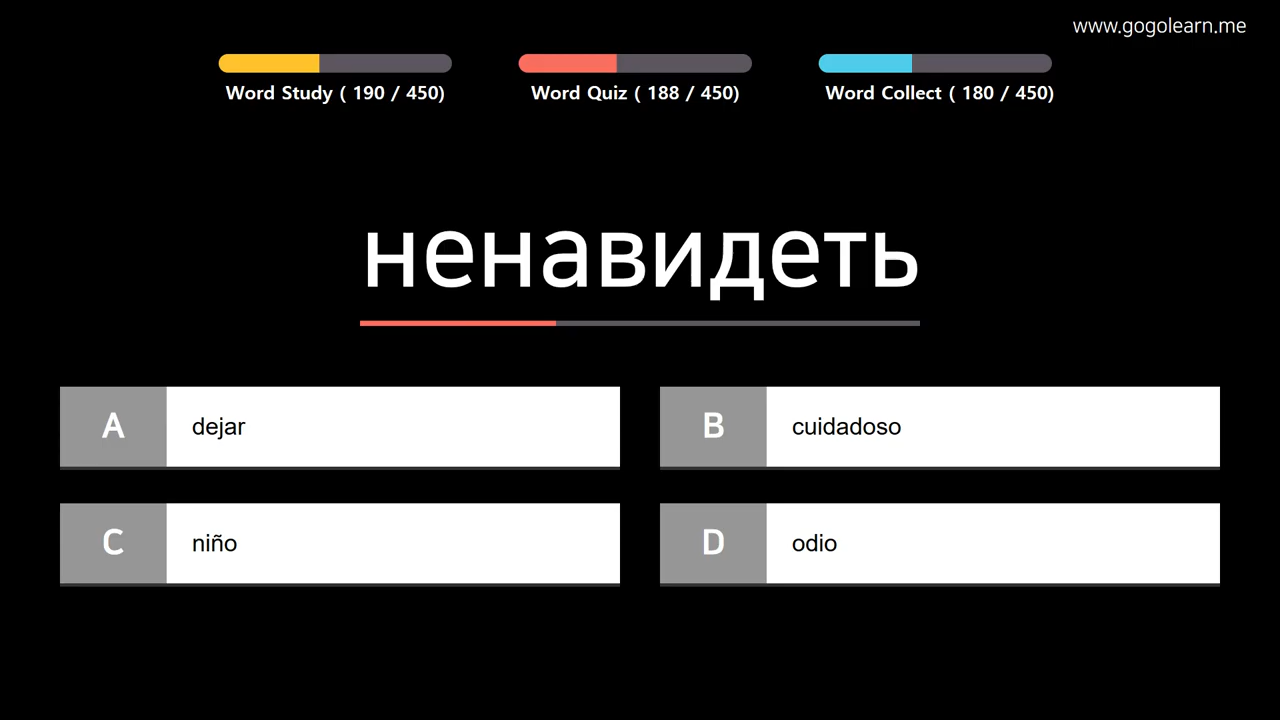 www.gogolearn.me
Word Study ( 190 / 450)
Word Quiz ( 188 / 450)
Word Collect ( 180 / 450)
ненавидеть
A dejar
B cuidadoso
C niño
D odio